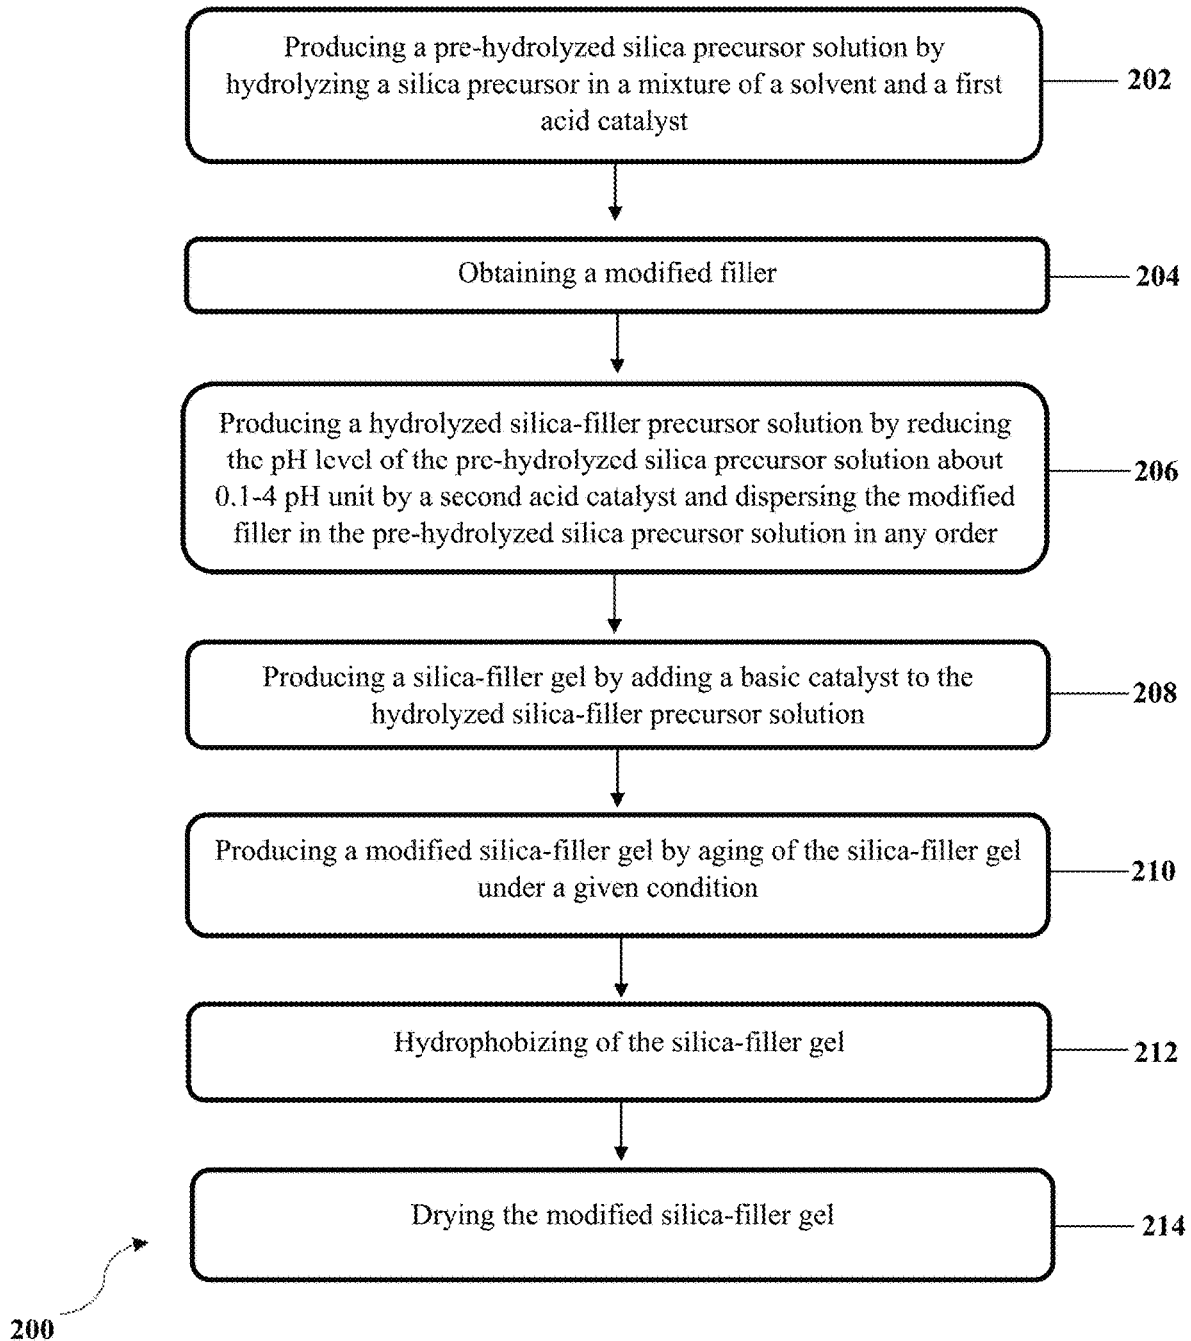 Producing a pre-hydrolyzed silica precursor solution by
hydrolyzing a silica precursor in a mixture of a solvent and a first
acid catalyst
202
Obtaining a modified filler
204
Producing a hydrolyzed silica-filler precursor solution by reducing
the pH level of the pre-hydrolyzed silica precursor solution about
0.1-4 pH unit by a second acid catalyst and dispersing the modified
filler in the pre-hydrolyzed silica precursor solution in any order
206
Producing a silica-filler gel by adding a basic catalyst to the
hydrolyzed silica-filler precursor solution
208
Producing a modified silica-filler gel by aging of the silica-filler gel
under a given condition
210
Hydrophobizing of the silica-filler gel
212
Drying the modified silica-filler gel
214
200